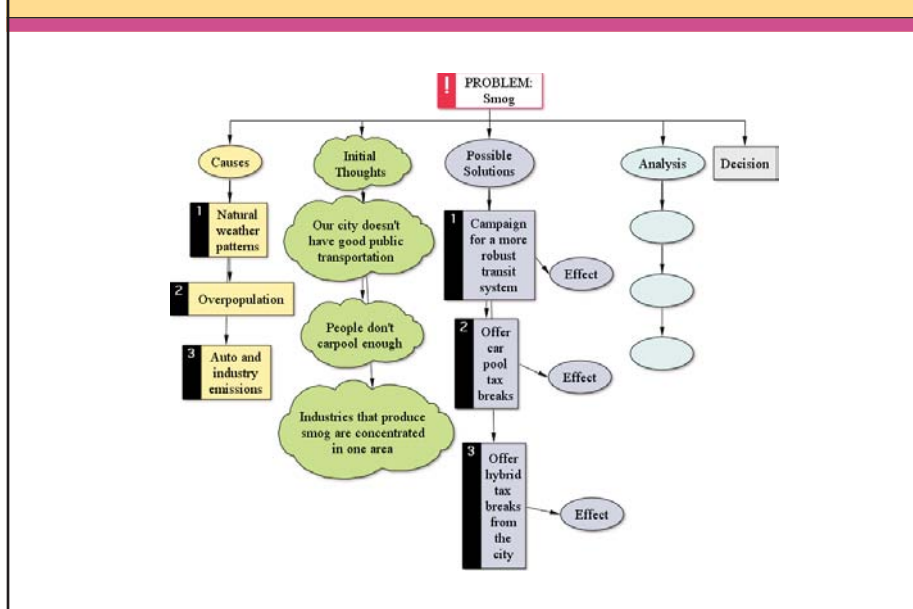 !
PROBLEM:
Smog
Causes
Initial
Thoughts
Possible
Solutions
Analysis
Decision
1
Natural
weather
patterns
2
Overpopulation
3
Auto and
industry
emissions
Our city doesn't
have good public
transportation
People don't
carpool enough
Industries that produce
smog are concentrated
in one area
1
Campaign
for a more
robust
transit
system
Effect
2
Offer
car
pool
tax
breaks
Effect
3
Offer
hybrid
tax
breaks
from
the
city
Effect